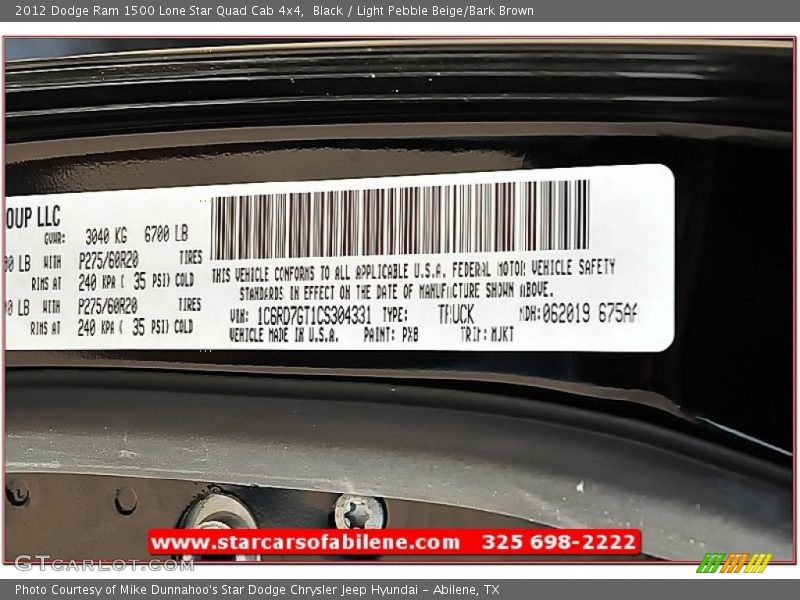 2012 Dodge Ram 1500 Lone Star Quad Cab 4x4, Black / Light Pebble Beige/Bark Brown
OUP LLC
GVWR: 3040 KG 6700 LB
LB WITH P275/60R20 TIRES
RIMS AT 240 KPA ( 35 PSI) COLD
LB WITH P275/60R20 TIRES
RIMS AT 240 KPA ( 35 PSI) COLD
THIS VEHICLE CONFORMS TO ALL APPLICABLE U.S.A. FEDERAL MOTOR VEHICLE SAFETY
STANDARDS IN EFFECT ON THE DATE OF MANUFACTURE SHOWN ABOVE.
VIN: 1C6RD7GT1CS304331 TYPE: TRUCK MDH: 062019 675AA
VEHICLE MADE IN U.S.A. PAINT: PXB TRIM: MJKT
www.starcarsofabilene.com 325 698-2222
GTCARLOT.COM
Photo Courtesy of Mike Dunnahoo's Star Dodge Chrysler Jeep Hyundai - Abilene, TX